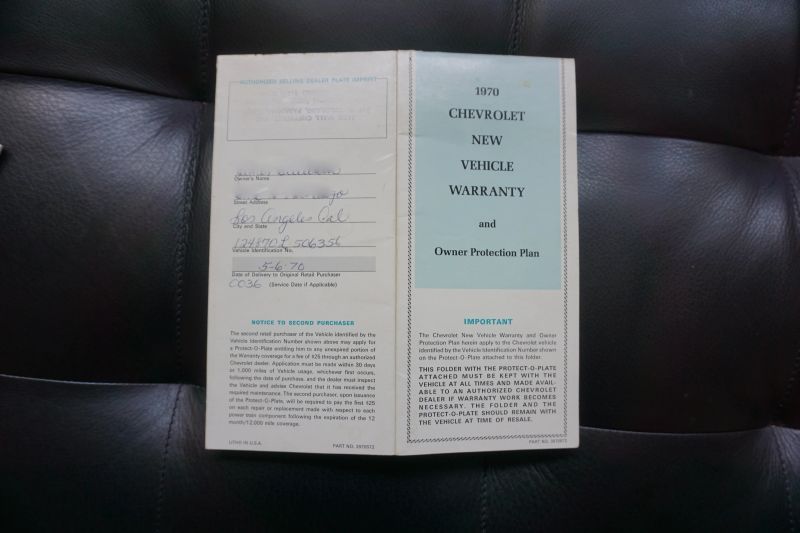 AUTHORIZED SELLING DEALER PLATE IMPRINT
Owner's Name
Street Address
Los Angeles Cal
City and State
124870L 506356
Vehicle Identification No.
5-6-70
Date of Delivery to Original Retail Purchaser
0036 (Service Date if Applicable)
NOTICE TO SECOND PURCHASER
The second retail purchaser of the Vehicle identified by the
Vehicle Identification Number shown above may apply for
a Protect-O-Plate entitling him to any unexpired portion of
the Warranty coverage for a fee of $25 through an authorized
Chevrolet dealer. Application must be made within 30 days
or 1,000 miles of Vehicle usage, whichever first occurs,
following the date of purchase, and the dealer must inspect
the Vehicle and advise Chevrolet that it has received the
required maintenance. The second purchaser, upon issuance
of the Protect-O-Plate, will be required to pay the first $25
on each repair or replacement made with respect to each
power train component following the expiration of the 12
month/12,000 mile coverage.
LITHO IN U.S.A.
PART NO. 3978572
1970
CHEVROLET
NEW
VEHICLE
WARRANTY
and
Owner Protection Plan
IMPORTANT
The Chevrolet New Vehicle Warranty and Owner
Protection Plan herein apply to the Chevrolet vehicle
identified by the Vehicle Identification Number shown
on the Protect-O-Plate attached to this folder.
THIS FOLDER WITH THE PROTECT-O-PLATE
ATTACHED MUST BE KEPT WITH THE
VEHICLE AT ALL TIMES AND MADE AVAIL-
ABLE TO AN AUTHORIZED CHEVROLET
DEALER IF WARRANTY WORK BECOMES
NECESSARY. THE FOLDER AND THE
PROTECT-O-PLATE SHOULD REMAIN WITH
THE VEHICLE AT TIME OF RESALE.
PART NO. 3978572